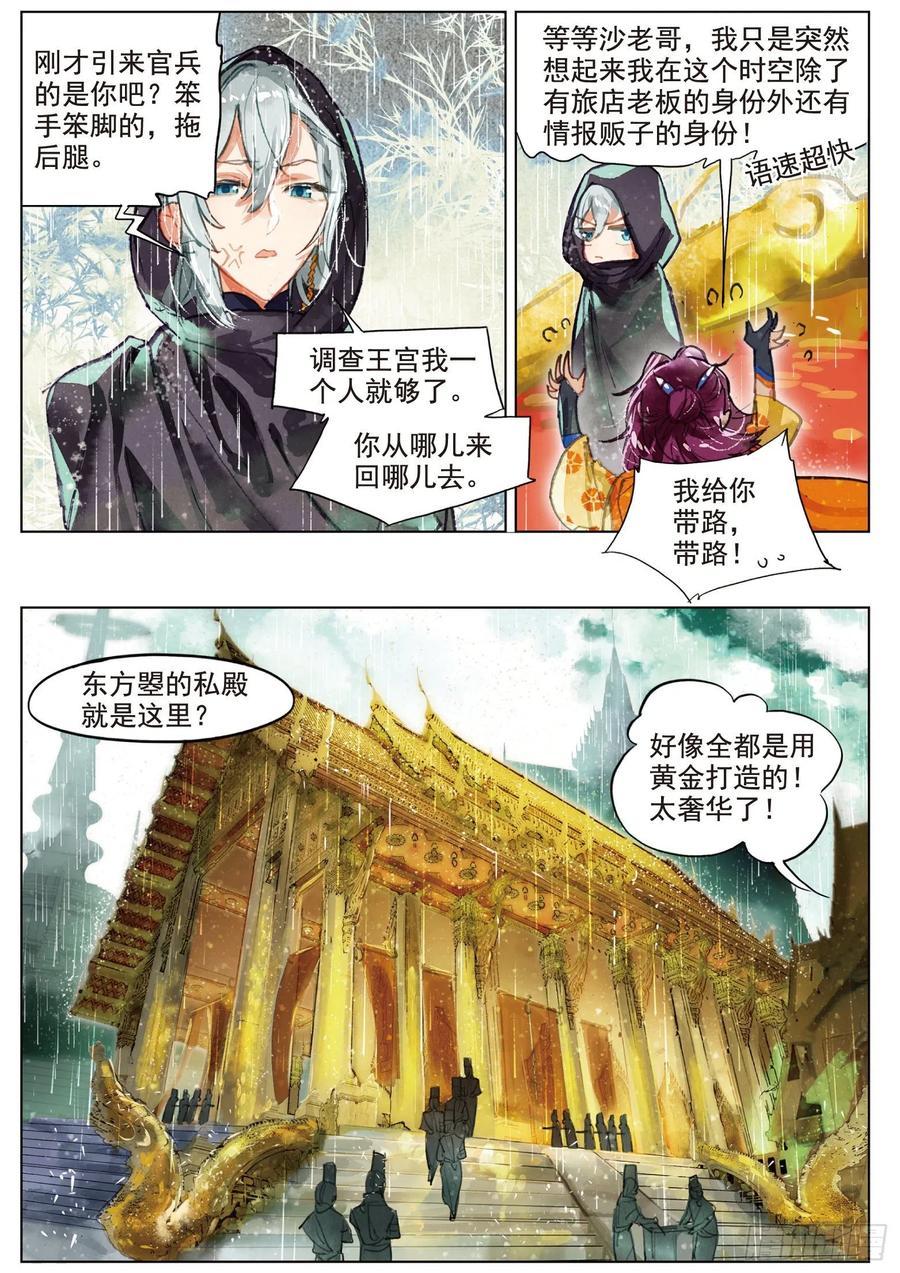 刚才引来官兵
的是你吧？笨
手笨脚的，拖
后腿。
调查王宫我一
个人就够了。
你从哪儿来
回哪儿去。
等等沙老哥，我只是突然
想起来我在这个时空除了
有旅店老板的身份外还有
情报贩子的身份！
语速超快
我给你
带路，
带路！
东方曌的私殿
就是这里？
好像全都是用
黄金打造的！
太奢华了！